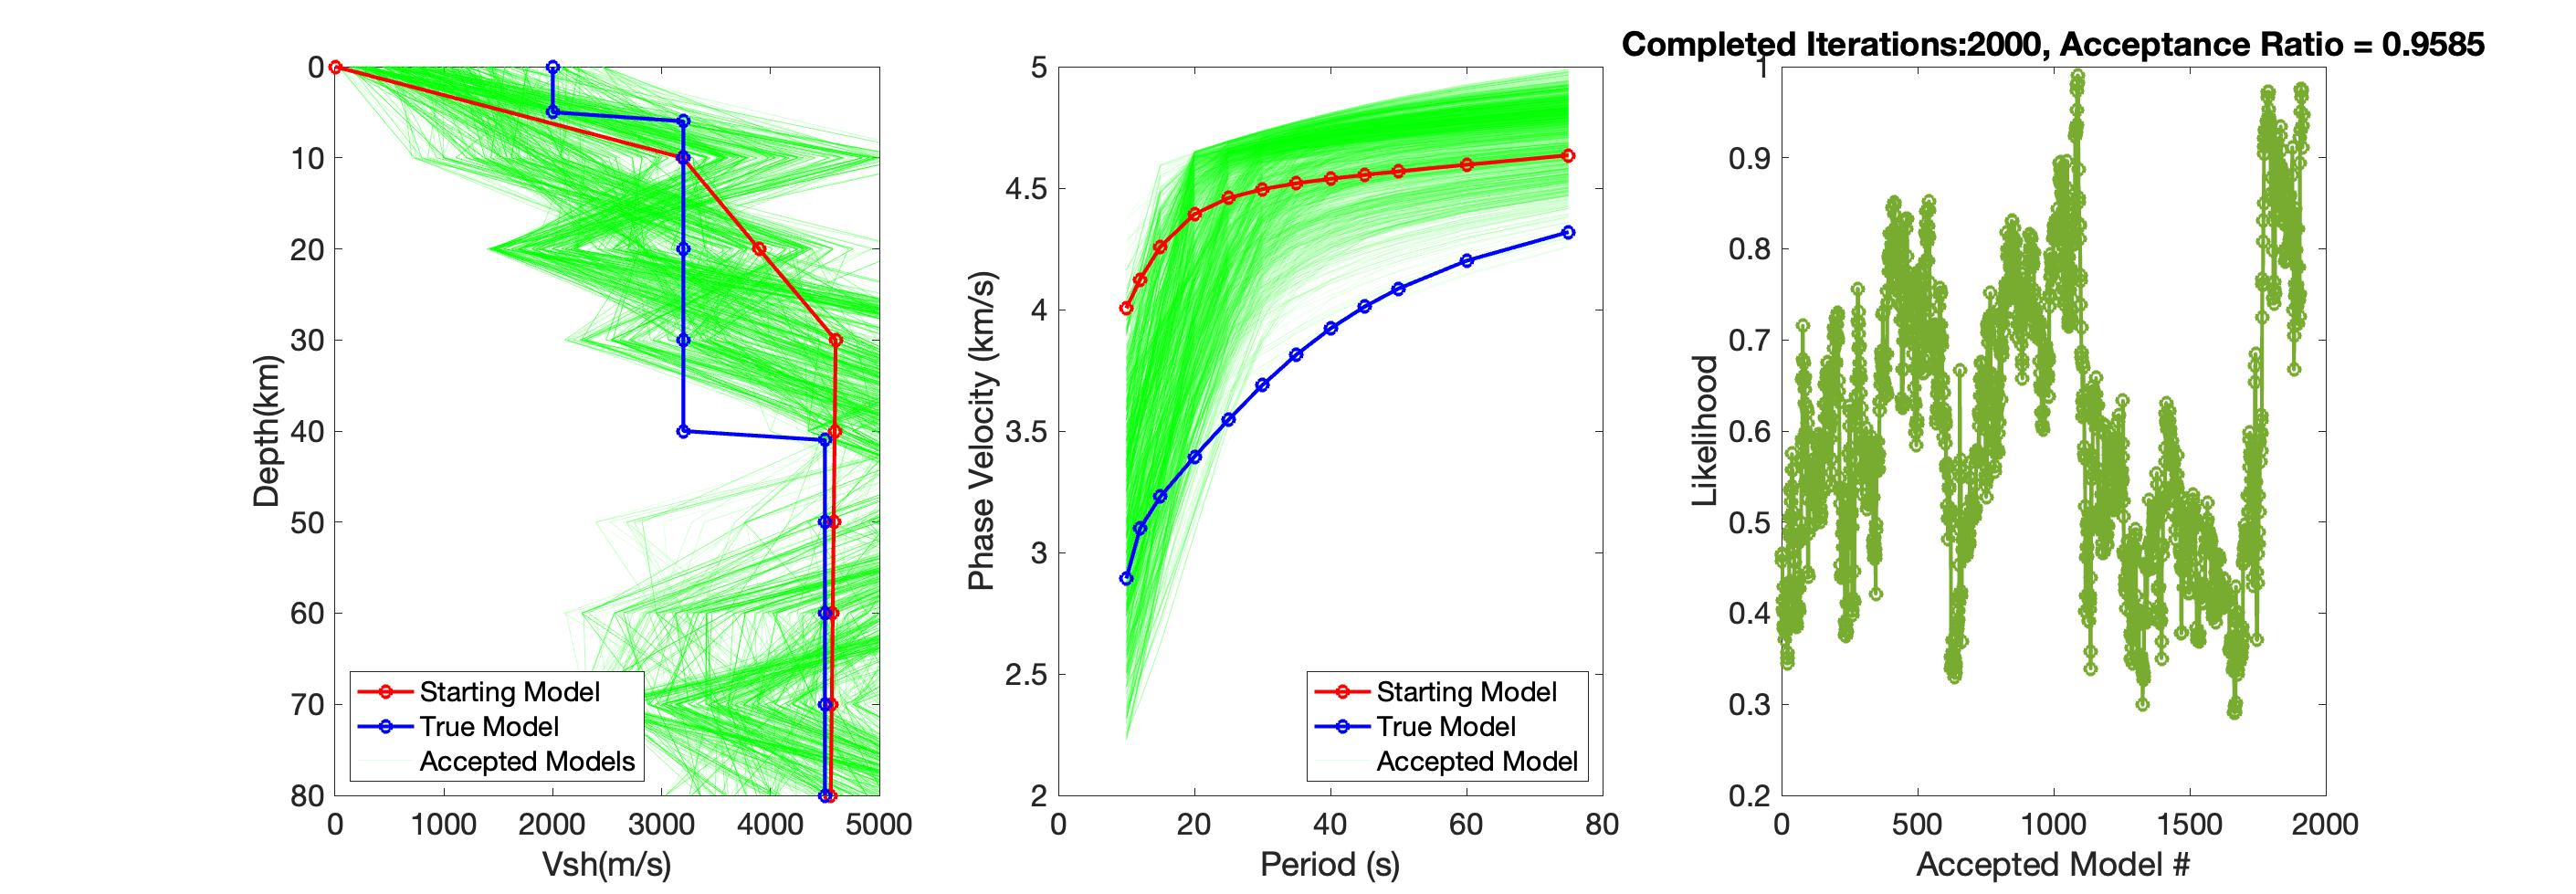 Completed Iterations:2000, Acceptance Ratio = 0.9585
0
10
20
30
40
50
60
70
80
Depth(km)
0 1000 2000 3000 4000 5000
Vsh(m/s)
Starting Model
True Model
Accepted Models
5
4.5
4
3.5
3
2.5
2
Phase Velocity (km/s)
0 20 40 60 80
Period (s)
Starting Model
True Model
Accepted Model
1
0.9
0.8
0.7
0.6
0.5
0.4
0.3
0.2
Likelihood
0 500 1000 1500 2000
Accepted Model #